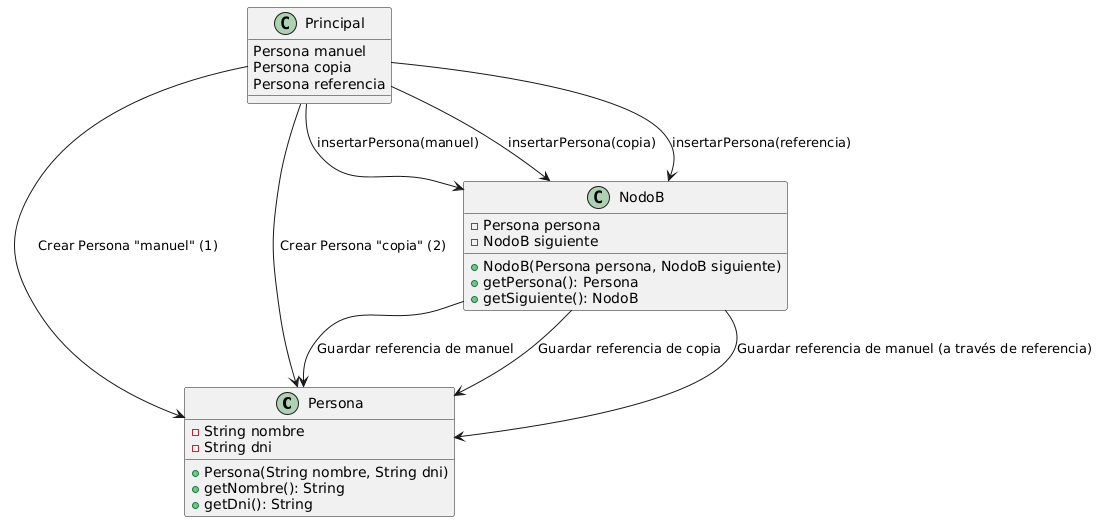 C Principal
Persona manuel
Persona copia
Persona referencia
insertarPersona(manuel)
insertarPersona(copia)
insertarPersona(referencia)
C NodoB
Persona persona
NodoB siguiente
NodoB(Persona persona, NodoB siguiente)
getPersona(): Persona
getSiguiente(): NodoB
Crear Persona "manuel" (1)
Crear Persona "copia" (2)
Guardar referencia de manuel
Guardar referencia de copia
Guardar referencia de manuel (a través de referencia)
C Persona
String nombre
String dni
Persona(String nombre, String dni)
getNombre(): String
getDni(): String